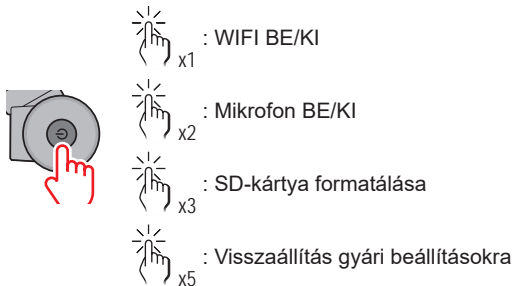 x1 : WIFI BE/KI
x2 : Mikrofon BE/KI
x3 : SD-kártya formatálása
x5 : Visszaállítás gyári beállításokra